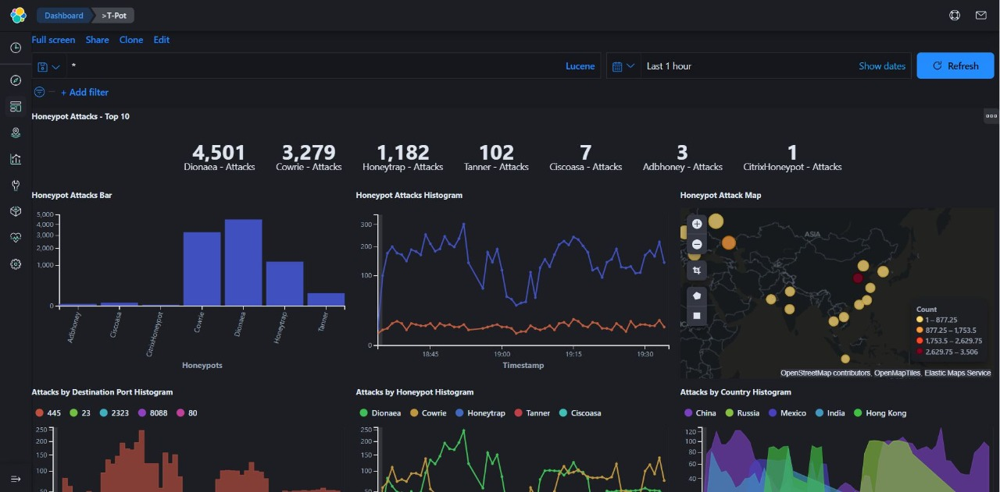 Dashboard >T-Pot
Full screen Share Clone Edit
* Lucene Last 1 hour Show dates Refresh
+ Add filter
Honeypot Attacks - Top 10
4,501 3,279 1,182 102 7 3 1
Dionaea - Attacks Cowrie - Attacks Honeytrap - Attacks Tanner - Attacks Ciscoasa - Attacks Adbhoney - Attacks CitrixHoneypot - Attacks
Honeypot Attacks Bar
5,000
4,000
3,000
2,000
1,000
0
Adbhoney Ciscoasa CitrixHoneypot Cowrie Dionaea Honeytrap Tanner
Honeypots
Honeypot Attacks Histogram
300
200
100
0
18:45 19:00 19:15 19:30
Timestamp
Honeypot Attack Map
ASIA
Count
1 – 877.25
877.25 – 1,753.5
1,753.5 – 2,629.75
2,629.75 – 3,506
OpenStreetMap contributors, OpenMapTiles, Elastic Maps Service
Attacks by Destination Port Histogram
445 23 2323 8088 80
250
200
150
100
50
Attacks by Honeypot Histogram
Dionaea Cowrie Honeytrap Tanner Ciscoasa
250
200
150
100
50
Attacks by Country Histogram
China Russia Mexico India Hong Kong
120
100
80
60
40